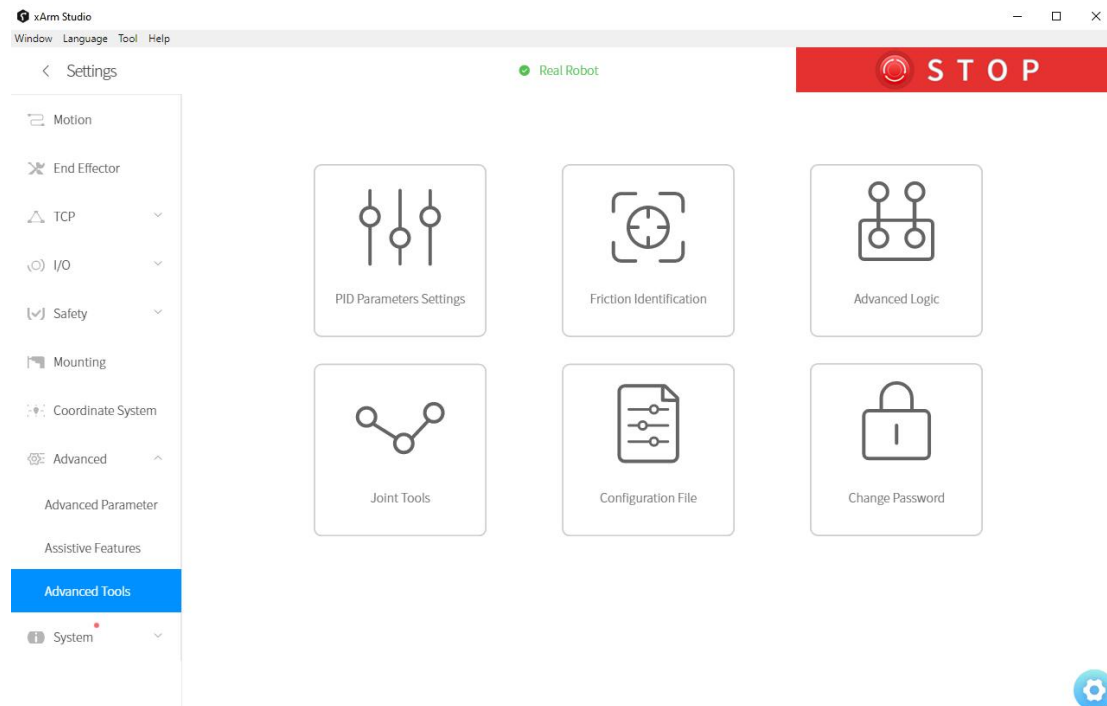 xArm Studio
Window Language Tool Help
Settings
Real Robot
STOP
Motion
End Effector
TCP
I/O
Safety
Mounting
Coordinate System
Advanced
Advanced Parameter
Assistive Features
Advanced Tools
System
PID Parameters Settings
Friction Identification
Advanced Logic
Joint Tools
Configuration File
Change Password